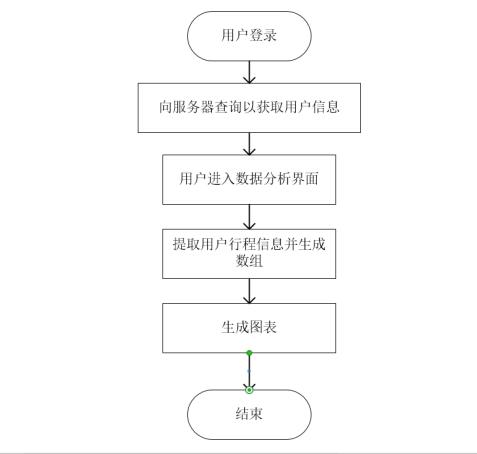 用户登录
向服务器查询以获取用户信息
用户进入数据分析界面
提取用户行程信息并生成
数组
生成图表
结束